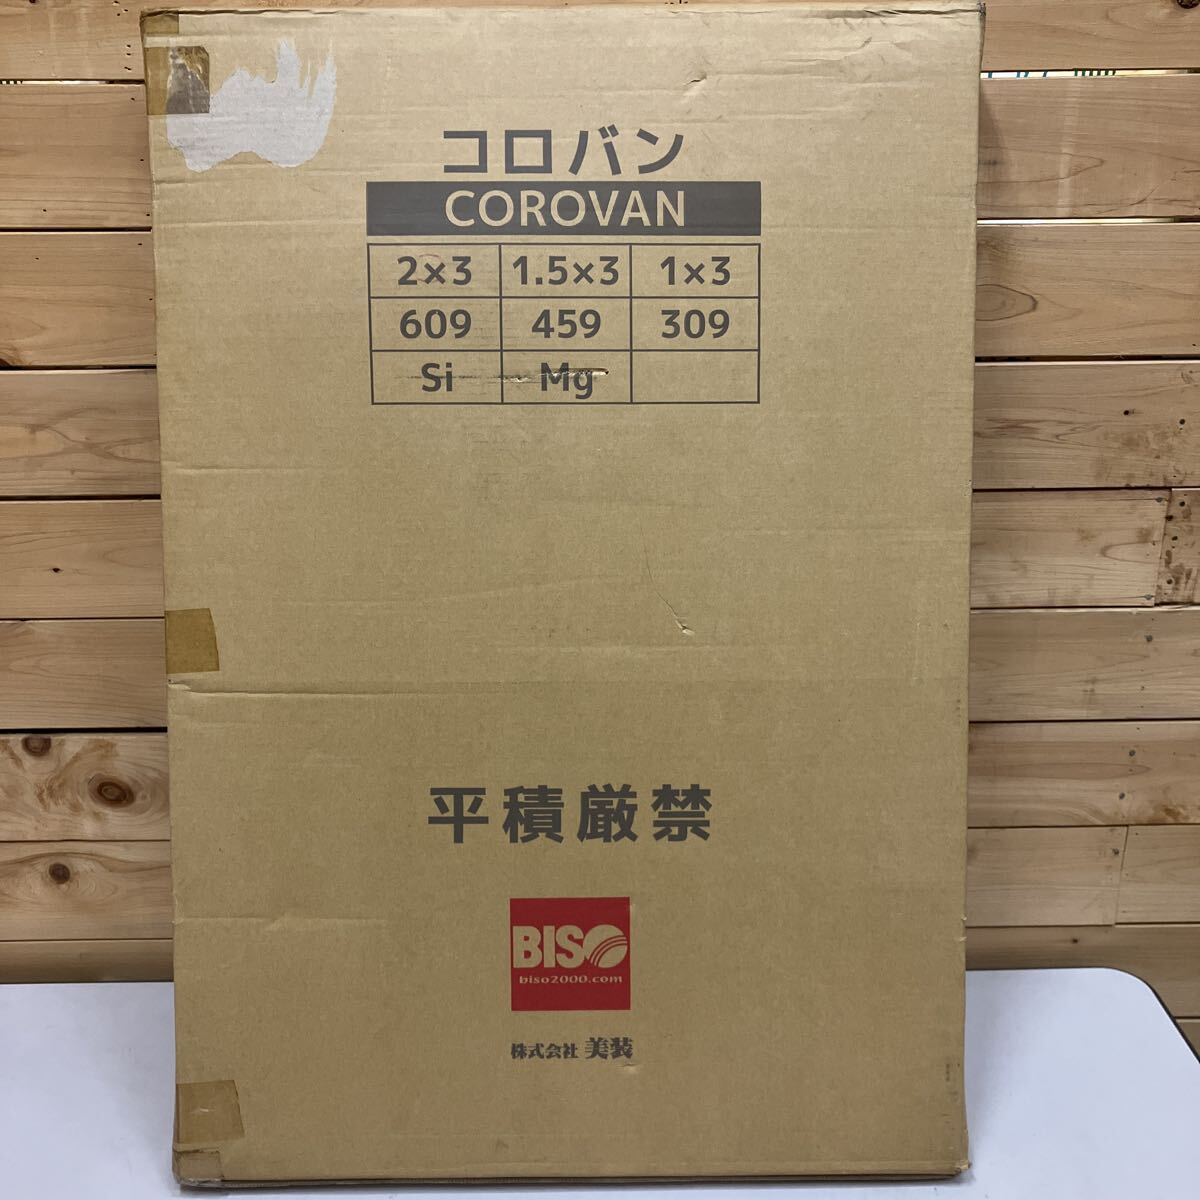 コロバン
COROVAN
2×3 1.5×3 1×3
609 459 309
Si Mg
平積厳禁
BISO
biso2000.com
株式会社 美装